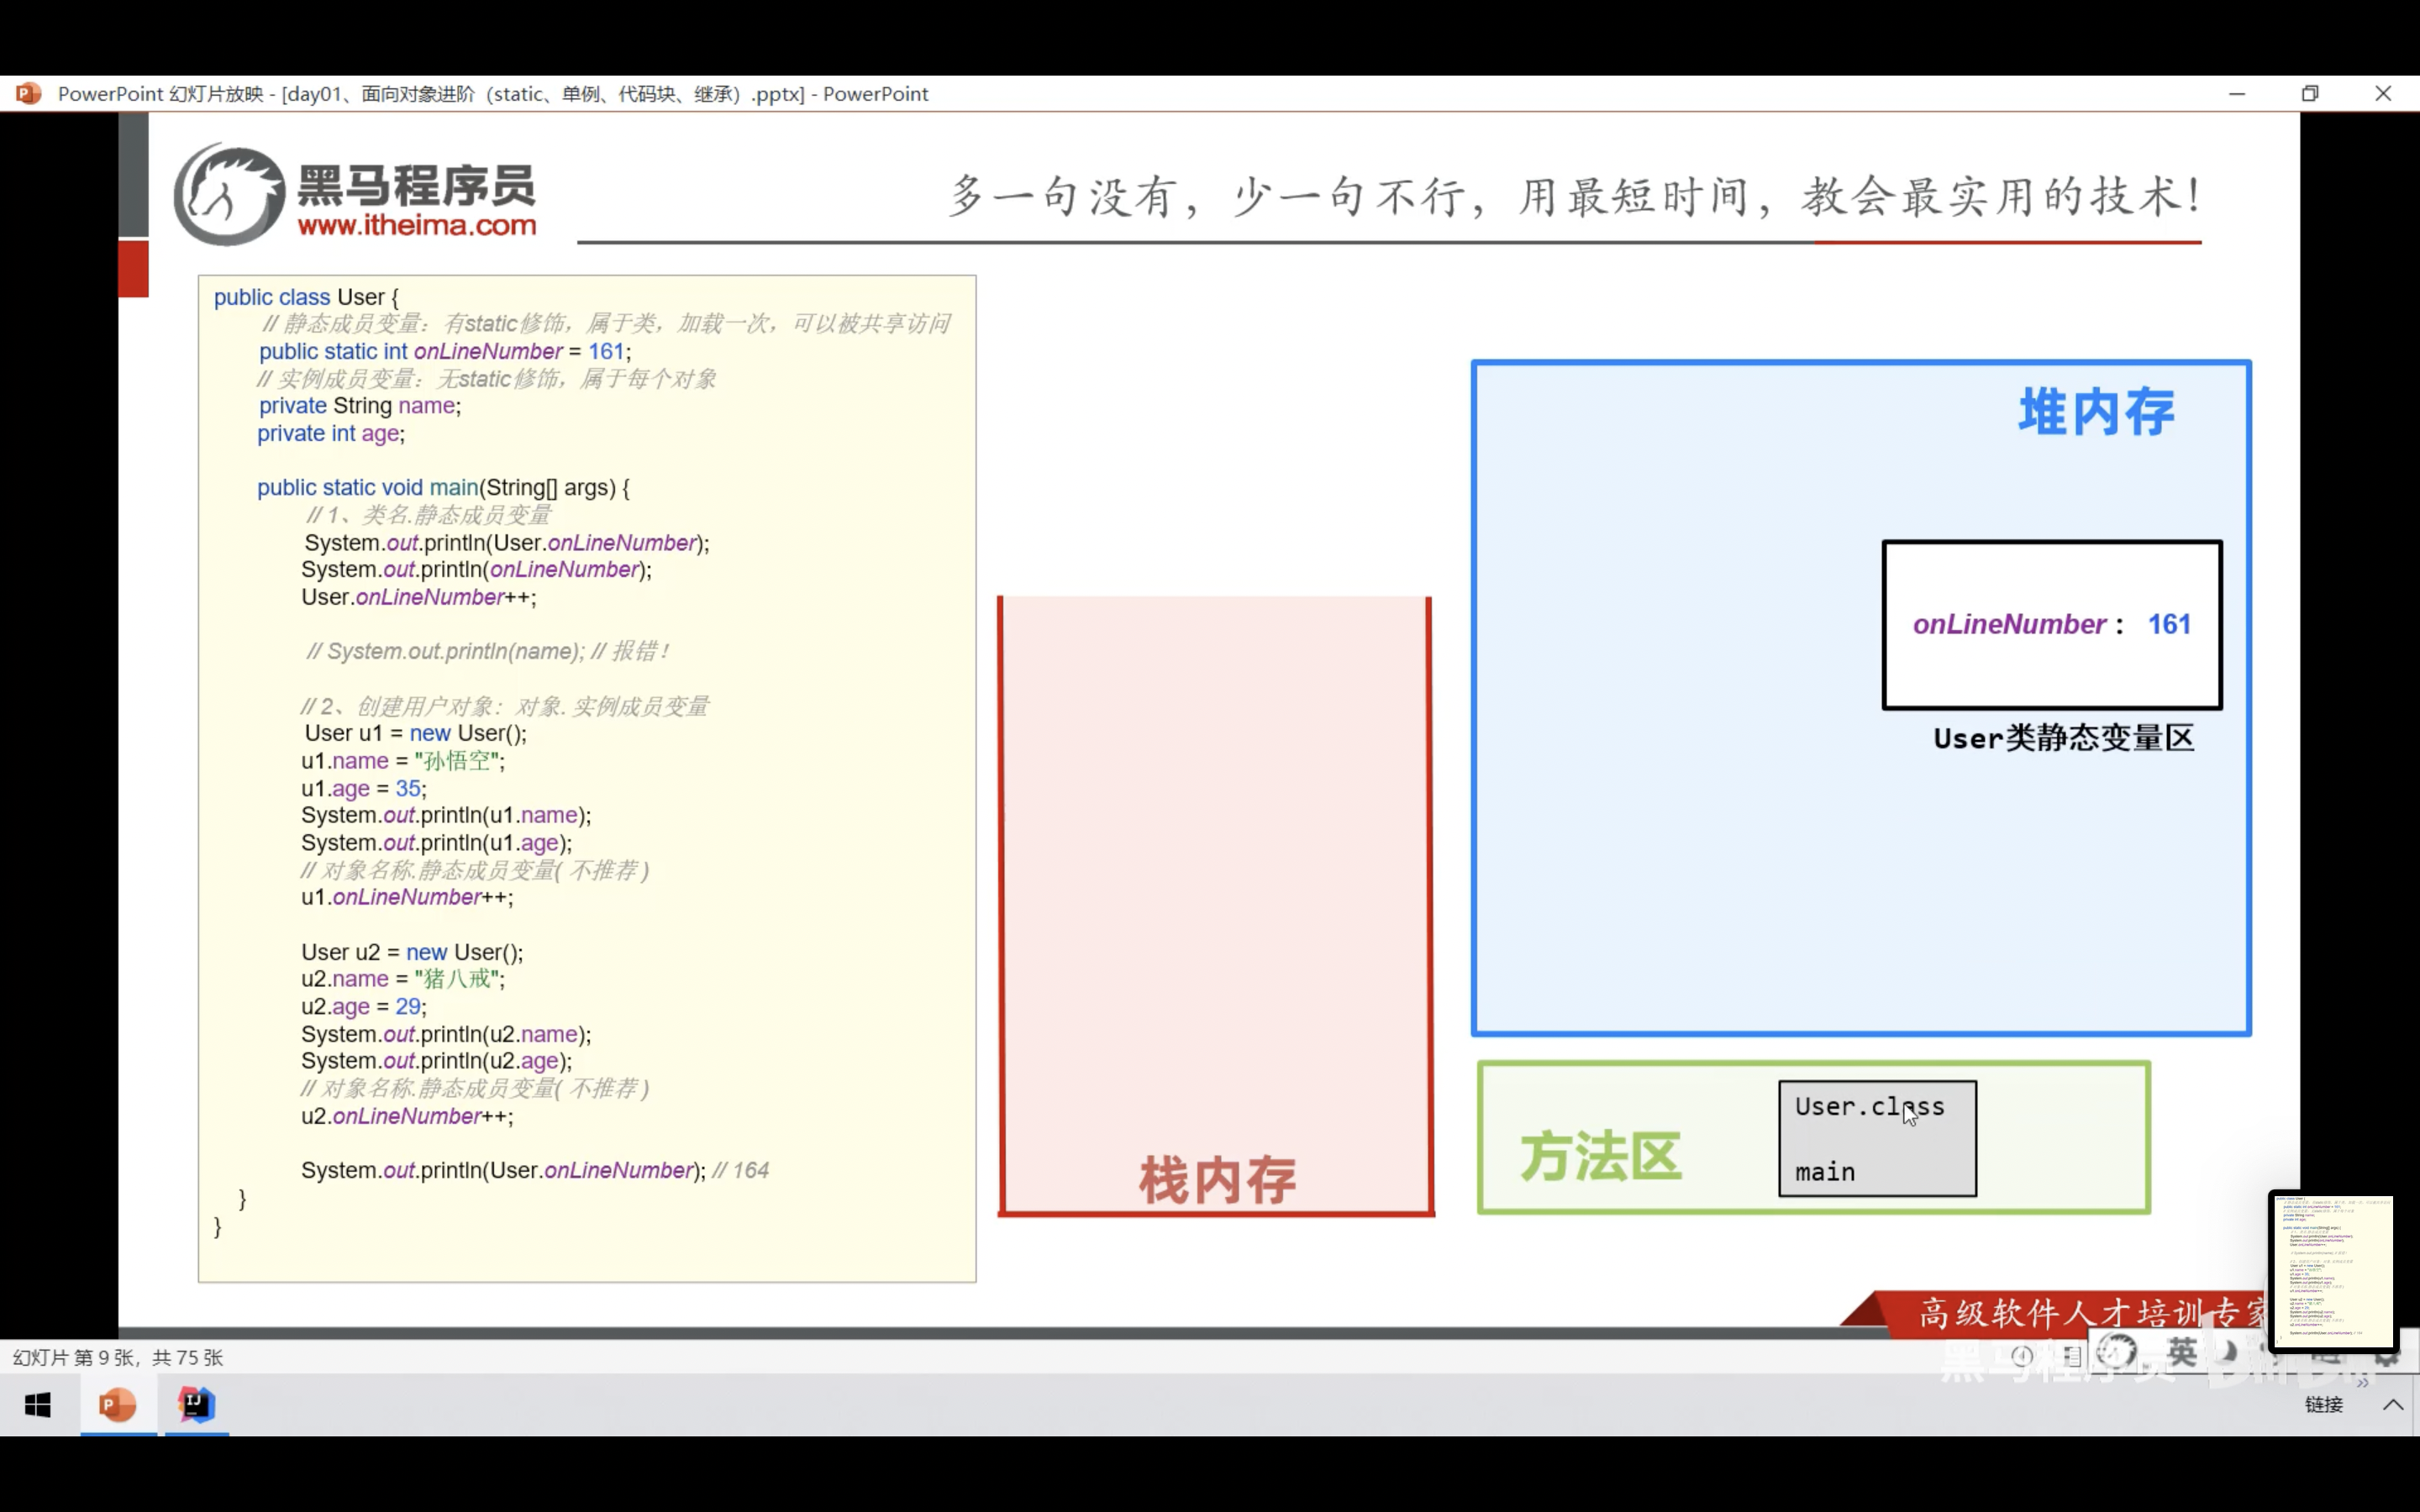 PowerPoint 幻灯片放映 - [day01、面向对象进阶（static、单例、代码块、继承）.pptx] - PowerPoint
黑马程序员
www.itheima.com
多一句没有，少一句不行，用最短时间，教会最实用的技术！
public class User {
// 静态成员变量：有static修饰，属于类，加载一次，可以被共享访问
public static int onLineNumber = 161;
// 实例成员变量：无static修饰，属于每个对象
private String name;
private int age;
public static void main(String[] args) {
// 1、类名.静态成员变量
System.out.println(User.onLineNumber);
System.out.println(onLineNumber);
User.onLineNumber++;
// System.out.println(name); // 报错！
// 2、创建用户对象：对象. 实例成员变量
User u1 = new User();
u1.name = "孙悟空";
u1.age = 35;
System.out.println(u1.name);
System.out.println(u1.age);
// 对象名称.静态成员变量( 不推荐 )
u1.onLineNumber++;
User u2 = new User();
u2.name = "猪八戒";
u2.age = 29;
System.out.println(u2.name);
System.out.println(u2.age);
// 对象名称.静态成员变量( 不推荐 )
u2.onLineNumber++;
System.out.println(User.onLineNumber); // 164
}
}
栈内存
堆内存
onLineNumber： 161
User类静态变量区
方法区
User.class
main
高级软件人才培训专家
幻灯片 第 9 张，共 75 张
黑马程序员
英
链接